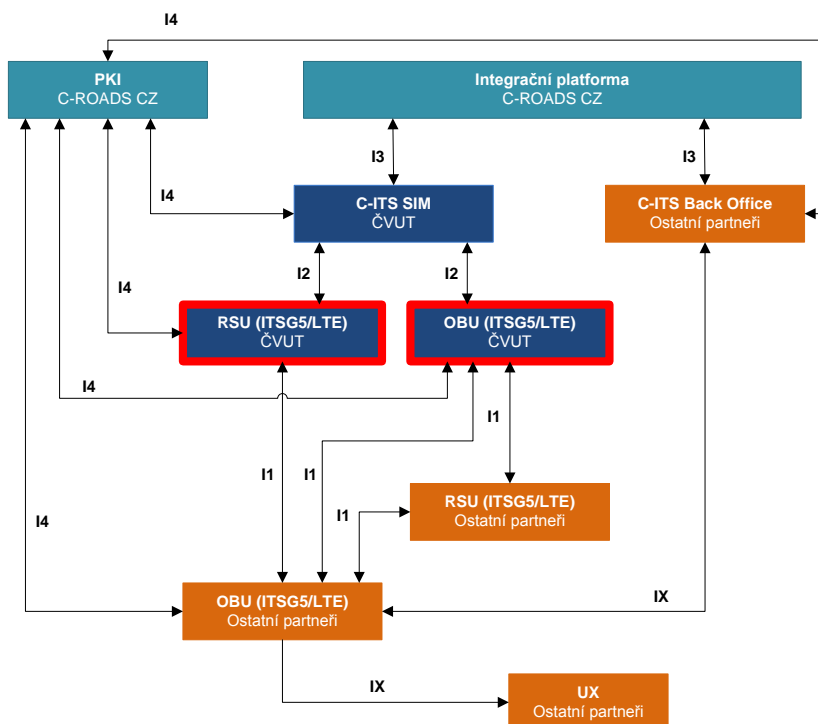 I4
PKI
C-ROADS CZ
Integrační platforma
C-ROADS CZ
I3
I3
I4
C-ITS SIM
ČVUT
C-ITS Back Office
Ostatní partneři
I2
I2
I4
RSU (ITSG5/LTE)
ČVUT
OBU (ITSG5/LTE)
ČVUT
I4
I1
I1
I1
RSU (ITSG5/LTE)
Ostatní partneři
I4
I1
OBU (ITSG5/LTE)
Ostatní partneři
IX
IX
UX
Ostatní partneři